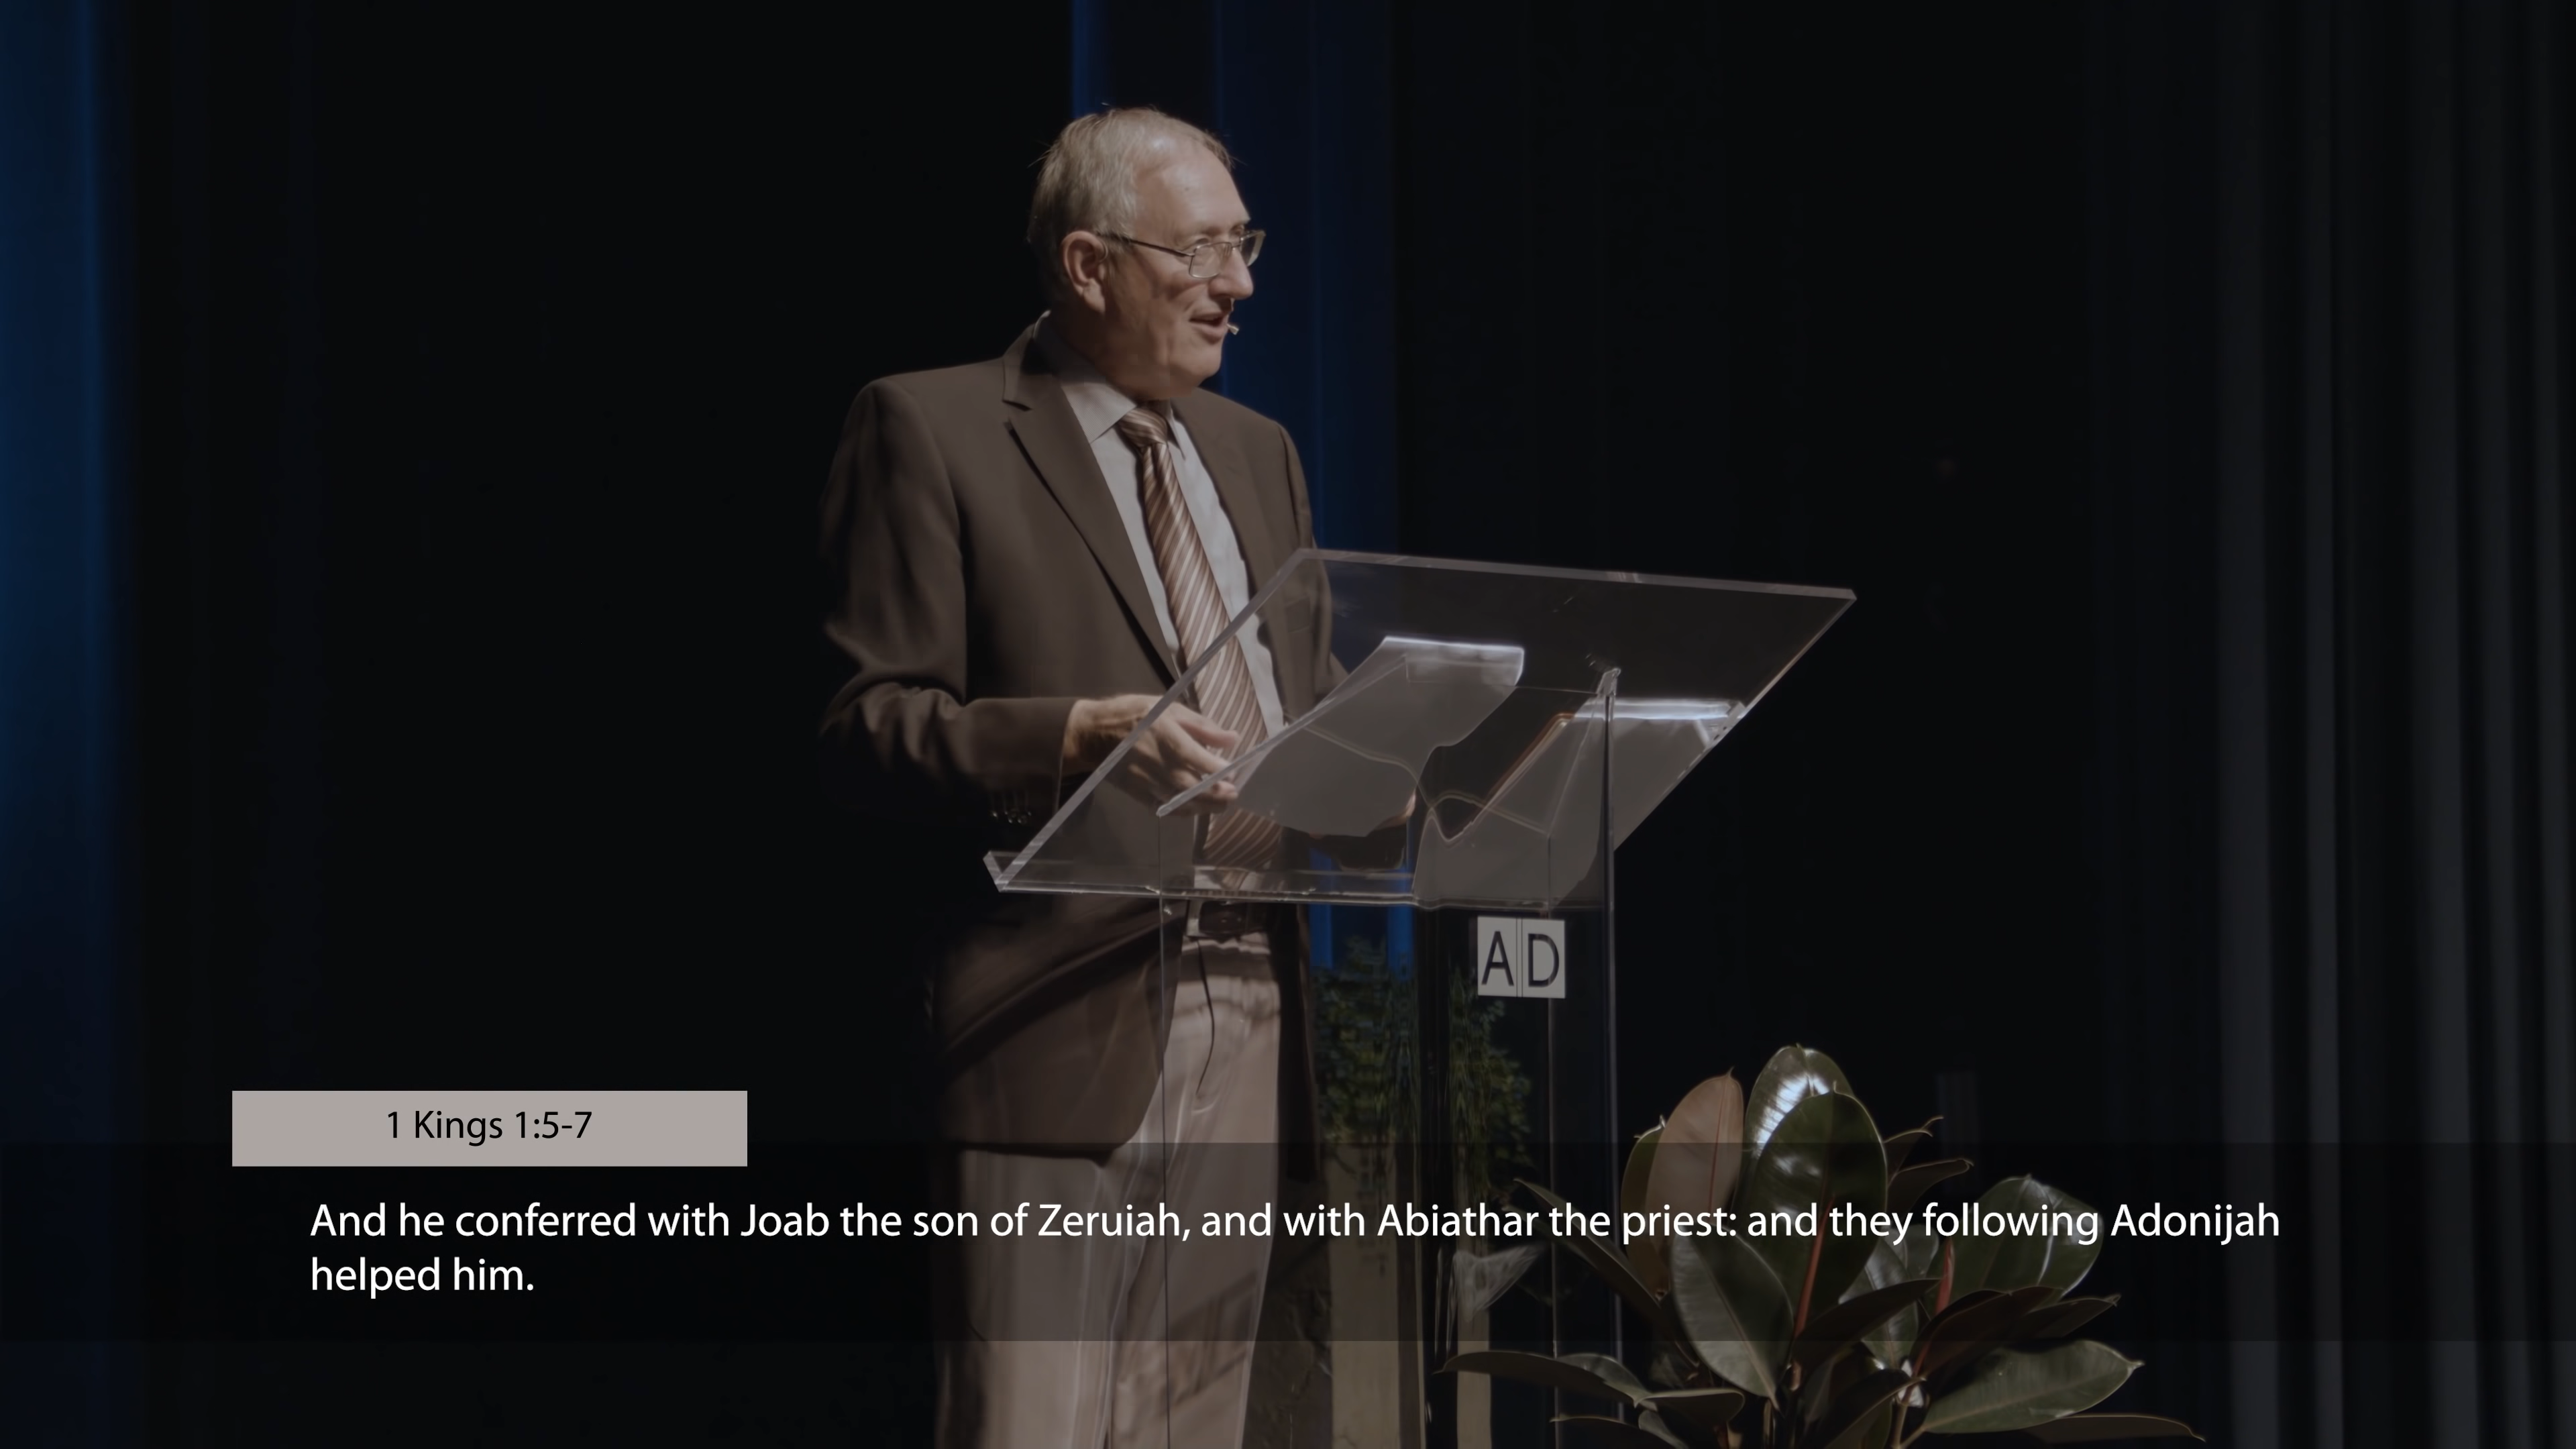 AD
1 Kings 1:5-7
And he conferred with Joab the son of Zeruiah, and with Abiathar the priest: and they following Adonijah
helped him.